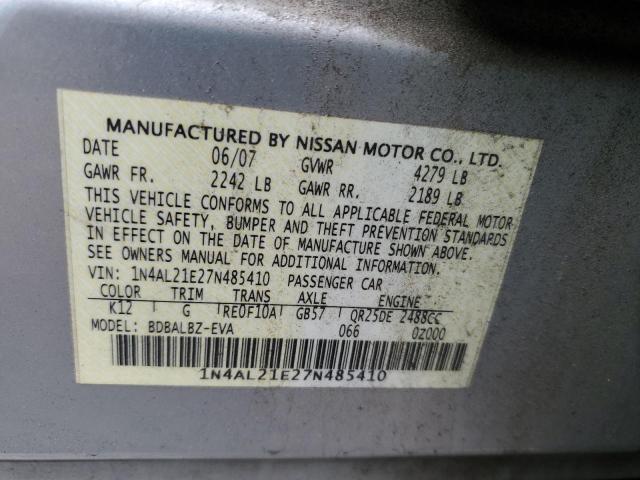 MANUFACTURED BY NISSAN MOTOR CO., LTD.
DATE 06/07 GVWR 4279 LB
GAWR FR. 2242 LB GAWR RR. 2189 LB
THIS VEHICLE CONFORMS TO ALL APPLICABLE FEDERAL MOTOR
VEHICLE SAFETY, BUMPER AND THEFT PREVENTION STANDARDS
IN EFFECT ON THE DATE OF MANUFACTURE SHOWN ABOVE.
SEE OWNERS MANUAL FOR ADDITIONAL INFORMATION.
VIN: 1N4AL21E27N485410 PASSENGER CAR
COLOR TRIM TRANS AXLE ENGINE
K12 G RE0F10A GB57 QR25DE 2488CC
MODEL: BDBALBZ-EVA 066 0Z000
1N4AL21E27N485410